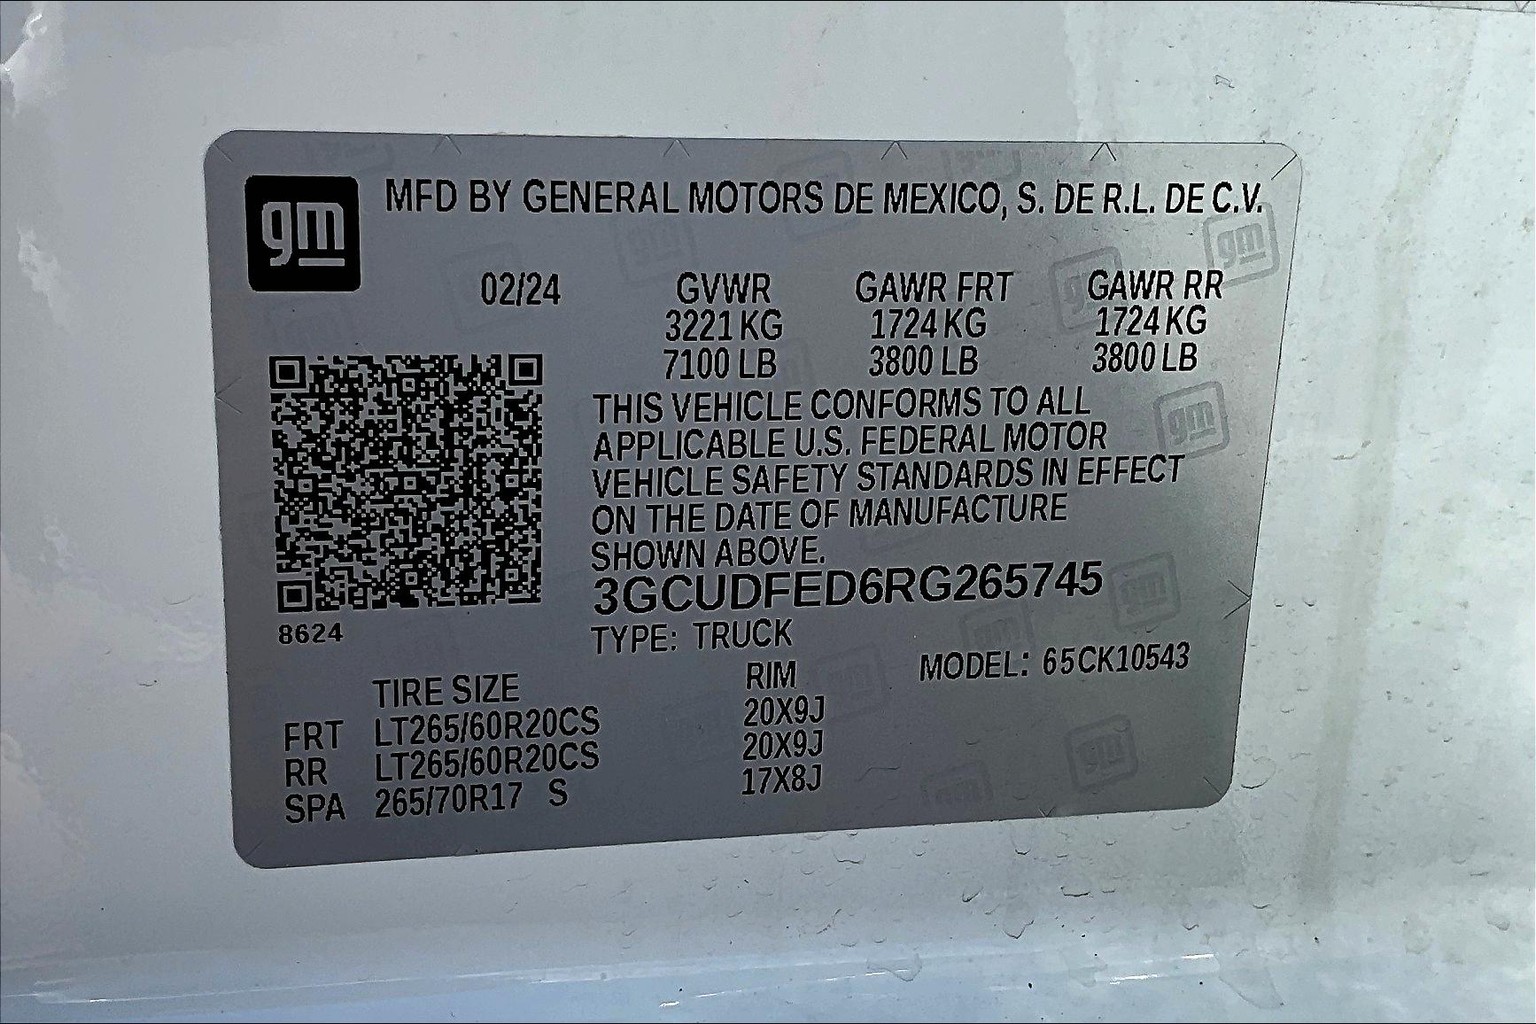 gm MFD BY GENERAL MOTORS DE MEXICO, S. DE R.L. DE C.V.
02/24 GVWR GAWR FRT GAWR RR
3221 KG 1724 KG 1724 KG
7100 LB 3800 LB 3800 LB
THIS VEHICLE CONFORMS TO ALL
APPLICABLE U.S. FEDERAL MOTOR
VEHICLE SAFETY STANDARDS IN EFFECT
ON THE DATE OF MANUFACTURE
SHOWN ABOVE.
3GCUDFED6RG265745
8624
TYPE: TRUCK
MODEL: 65CK10543
TIRE SIZE RIM
FRT LT265/60R20CS 20X9J
RR LT265/60R20CS 20X9J
SPA 265/70R17 S 17X8J